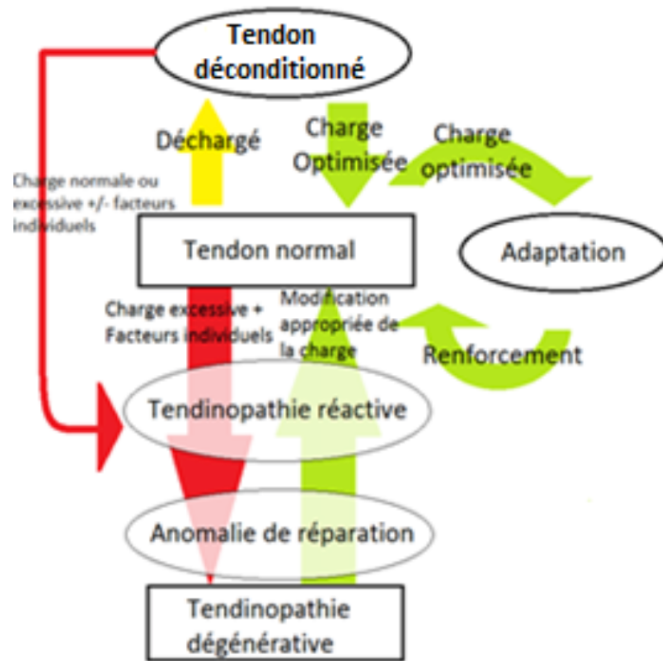 Tendon
déconditionné
Déchargé
Charge
Optimisée
Charge
optimisée
Charge normale ou
excessive +/- facteurs
individuels
Tendon normal
Adaptation
Charge excessive +
Facteurs individuels
Modification
appropriée de
la charge
Renforcement
Tendinopathie réactive
Anomalie de réparation
Tendinopathie
dégénérative